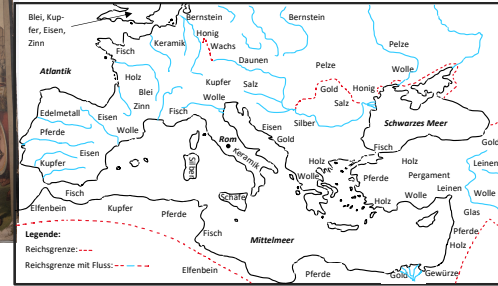 Blei, Kup-
fer, Eisen,
Zinn
Bernstein
Bernstein
Honig
Wachs
Keramik
Fisch
Pelze
Daunen
Pelze
Wolle
Atlantik
Holz
Kupfer
Salz
Gold
Honig
Blei
Zinn
Wolle
Salz
Edelmetall
Eisen
Fisch
Silber
Schwarzes Meer
Pferde
Wolle
Eisen
Gold
Rom
Keramik
Fisch
Gold
Eisen
Kupfer
Silber
Holz
Wolle
Holz
Pferde
Pergament
Leinen
Leinen
Wolle
Fisch
Schafe
Wolle
Holz
Elfenbein
Kupfer
Pferde
Glas
Fisch
Mittelmeer
Pferde
Holz
Legende:
Reichsgrenze:
Reichsgrenze mit Fluss:
Elfenbein
Pferde
Gold
Gewürze